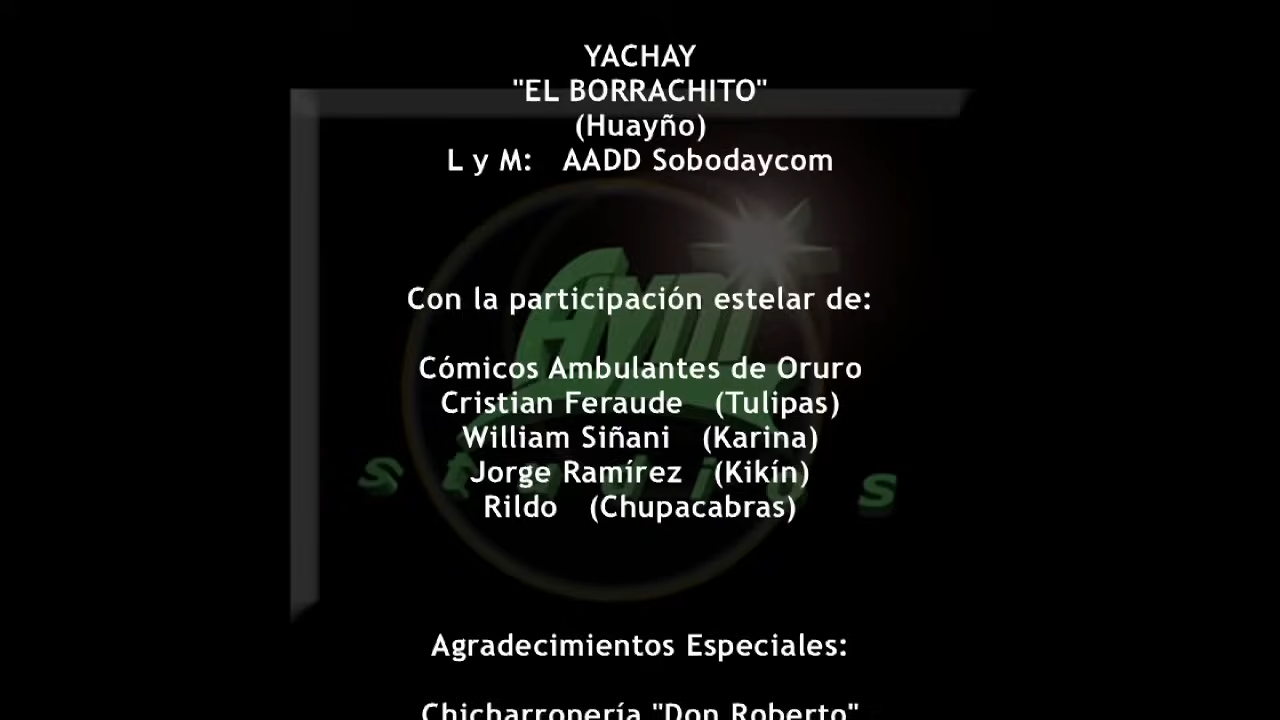 YACHAY
"EL BORRACHITO"
(Huayño)
L y M: AADD Sobodaycom
Con la participación estelar de:
Cómicos Ambulantes de Oruro
Cristian Feraude (Tulipas)
William Siñani (Karina)
Jorge Ramírez (Kikín)
Rildo (Chupacabras)
studios
Agradecimientos Especiales:
Chicharronería "Don Roberto"